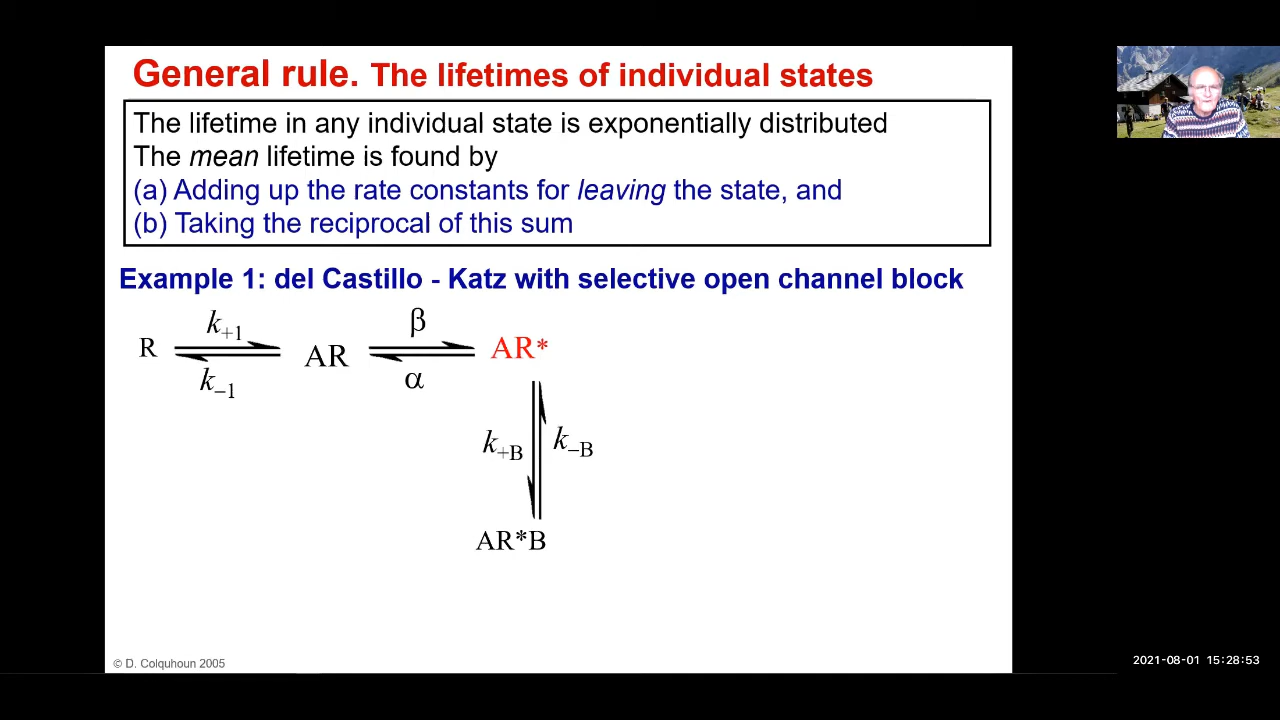 General rule. The lifetimes of individual states
The lifetime in any individual state is exponentially distributed
The mean lifetime is found by
(a) Adding up the rate constants for leaving the state, and
(b) Taking the reciprocal of this sum
Example 1: del Castillo - Katz with selective open channel block
k+1 β
R AR AR*
k−1 α
k+B k−B
AR*B
© D. Colquhoun 2005
2021-08-01 15:28:53